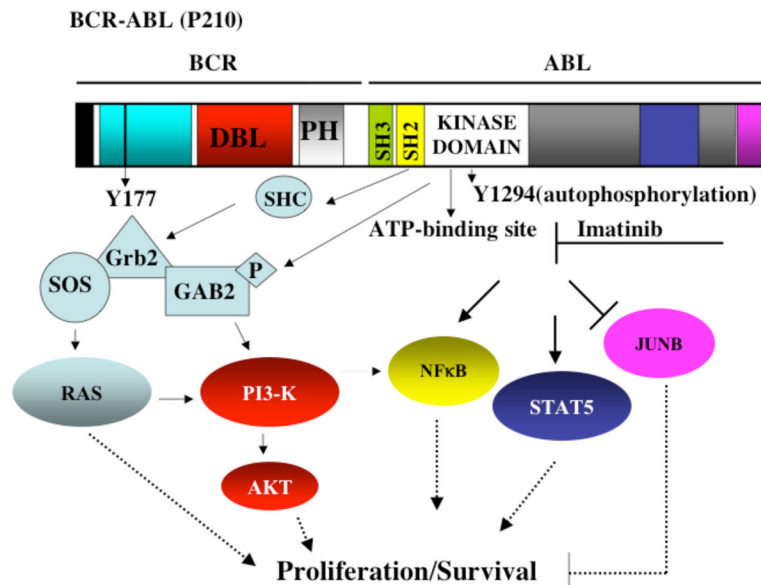 BCR-ABL (P210)
BCR
ABL
DBL
PH
SH3
SH2
KINASE
DOMAIN
Y177
SHC
Y1294(autophosphorylation)
ATP-binding site
Imatinib
Grb2
P
SOS
GAB2
JUNB
RAS
PI3-K
NFκB
STAT5
AKT
Proliferation/Survival